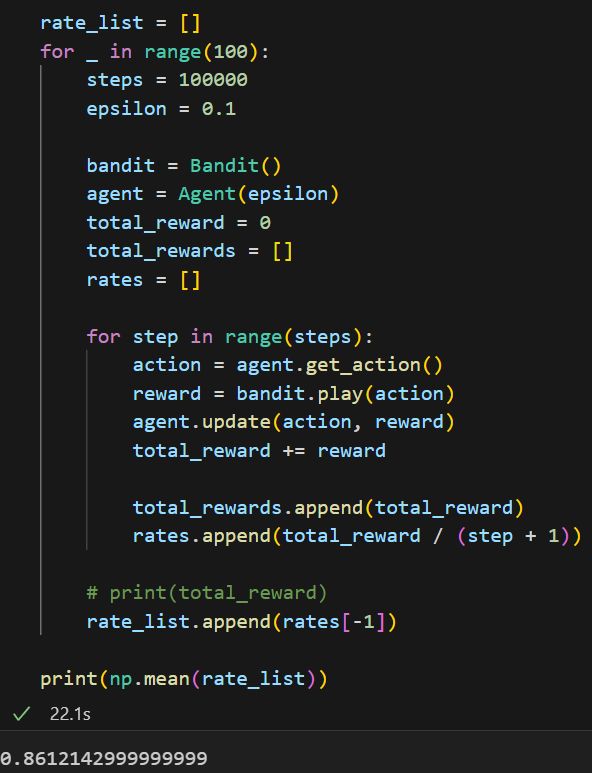 rate_list = []
for _ in range(100):
    steps = 100000
    epsilon = 0.1

    bandit = Bandit()
    agent = Agent(epsilon)
    total_reward = 0
    total_rewards = []
    rates = []

    for step in range(steps):
        action = agent.get_action()
        reward = bandit.play(action)
        agent.update(action, reward)
        total_reward += reward

        total_rewards.append(total_reward)
        rates.append(total_reward / (step + 1))

    # print(total_reward)
    rate_list.append(rates[-1])

print(np.mean(rate_list))
22.1s
0.8612142999999999